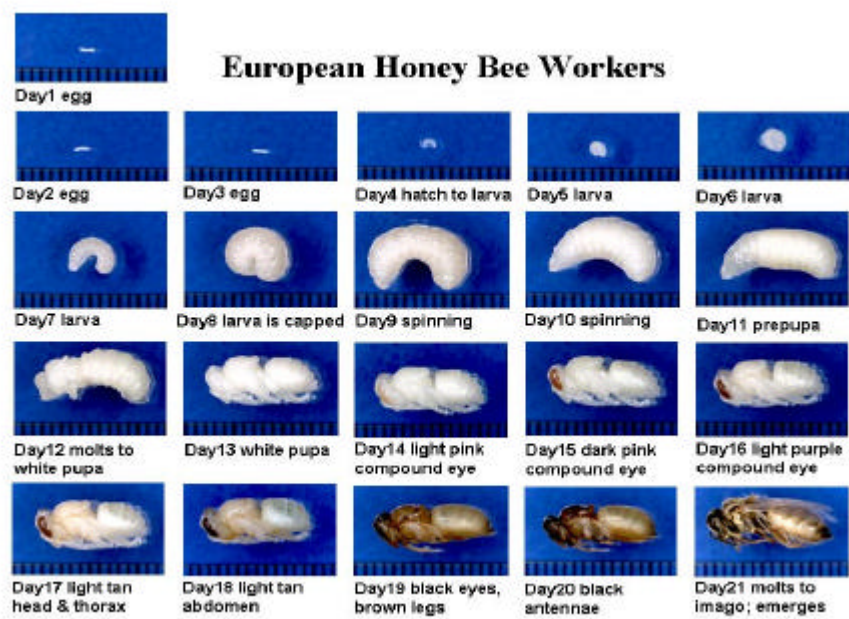 European Honey Bee Workers
Day1 egg
Day2 egg
Day3 egg
Day4 hatch to larva
Day5 larva
Day6 larva
Day7 larva
Day8 larva is capped
Day9 spinning
Day10 spinning
Day11 prepupa
Day12 molts to
white pupa
Day13 white pupa
Day14 light pink
compound eye
Day15 dark pink
compound eye
Day16 light purple
compound eye
Day17 light tan
head & thorax
Day18 light tan
abdomen
Day19 black eyes,
brown legs
Day20 black
antennae
Day21 molts to
imago; emerges